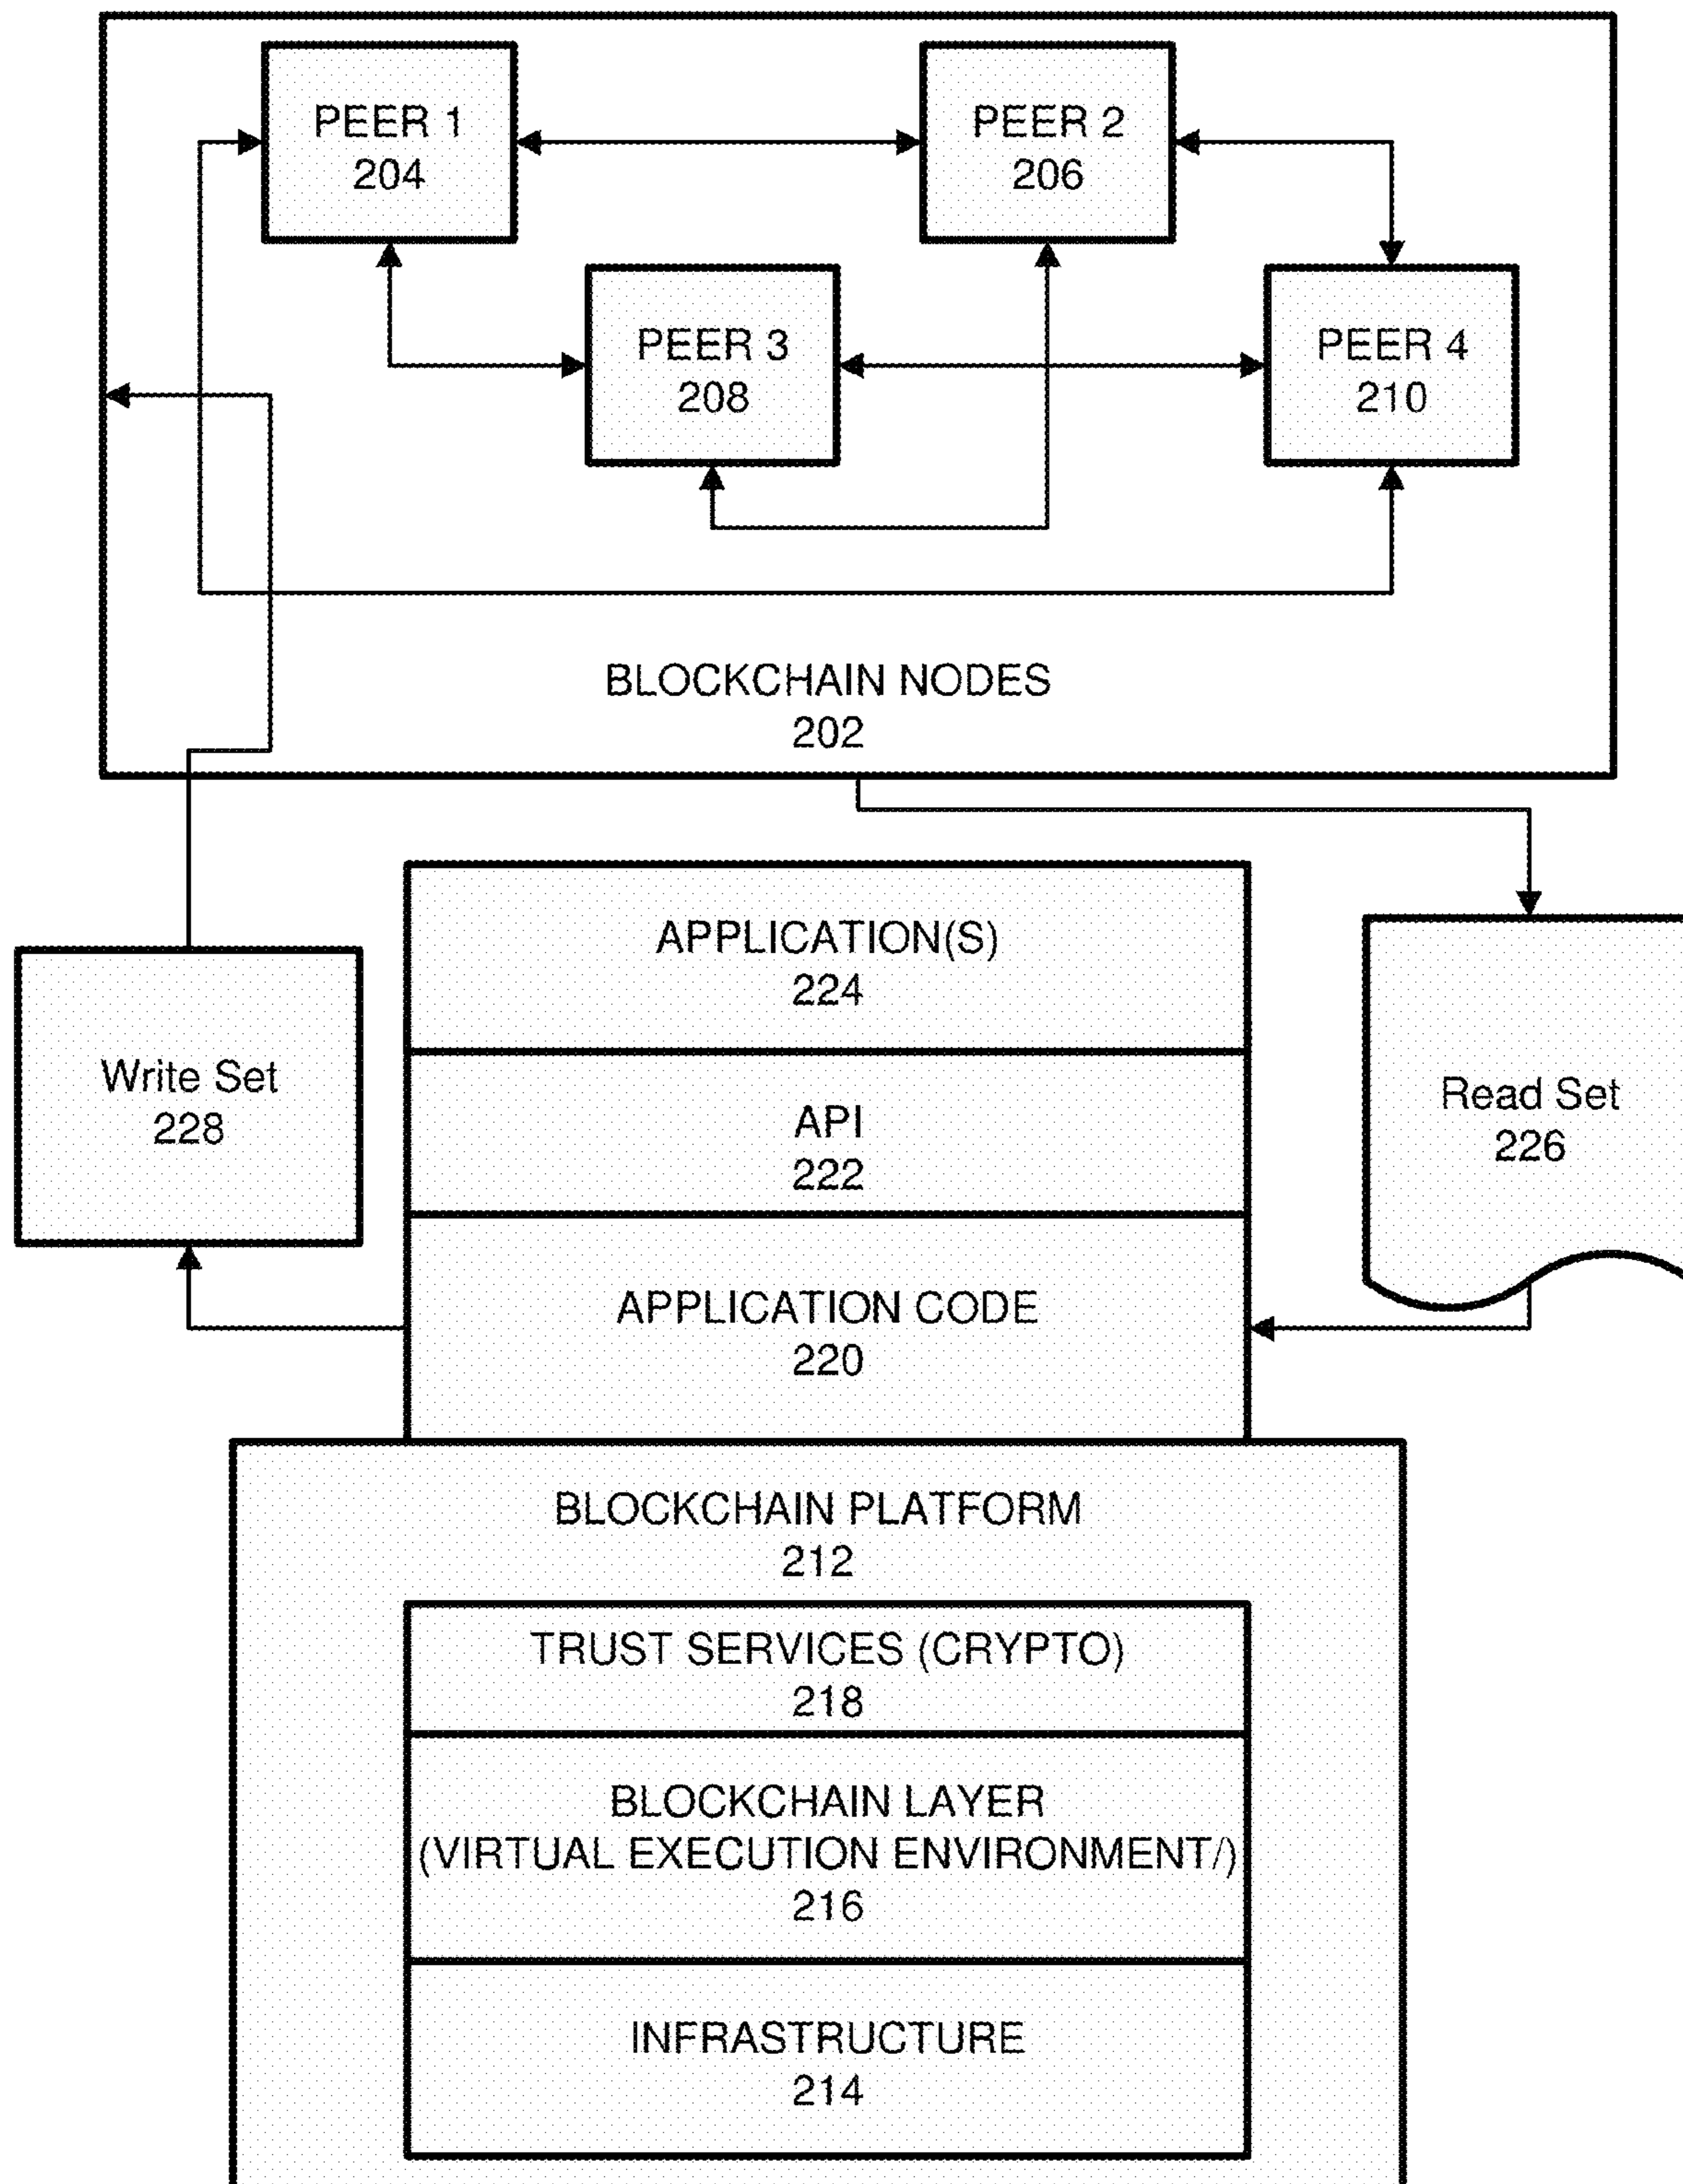 PEER 1
204
PEER 2
206
PEER 3
208
PEER 4
210
BLOCKCHAIN NODES
202
APPLICATION(S)
224
Write Set
228
API
222
Read Set
226
APPLICATION CODE
220
BLOCKCHAIN PLATFORM
212
TRUST SERVICES (CRYPTO)
218
BLOCKCHAIN LAYER
(VIRTUAL EXECUTION ENVIRONMENT/)
216
INFRASTRUCTURE
214